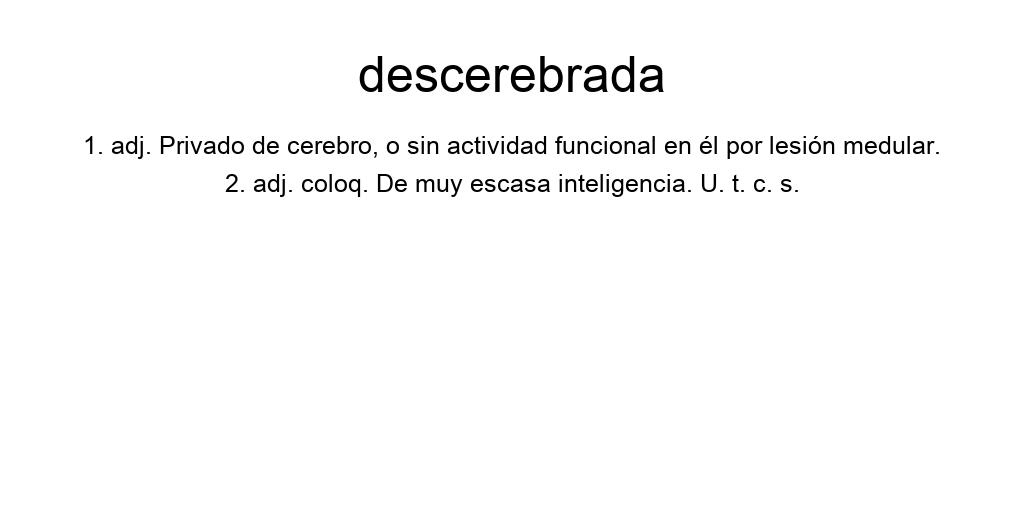 descerebrada
1. adj. Privado de cerebro, o sin actividad funcional en él por lesión medular.
2. adj. coloq. De muy escasa inteligencia. U. t. c. s.